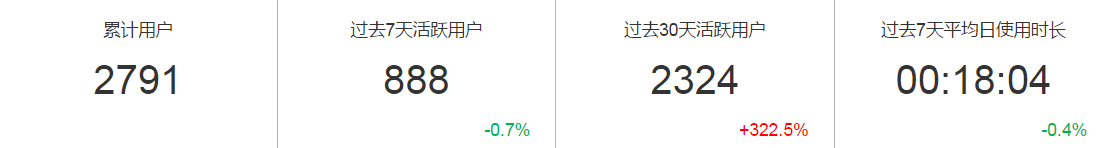 累计用户
2791
过去7天活跃用户
888
-0.7%
过去30天活跃用户
2324
+322.5%
过去7天平均日使用时长
00:18:04
-0.4%